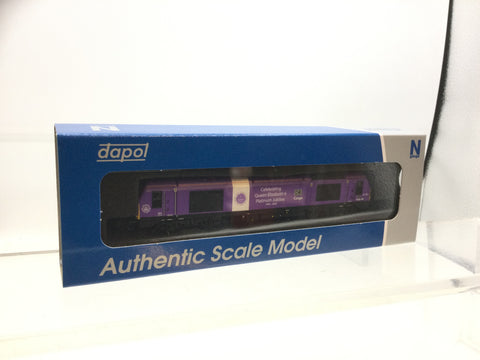 N
dapol
N
Celebrating
Queen Elizabeth's
Platinum Jubilee
Authentic Scale Model